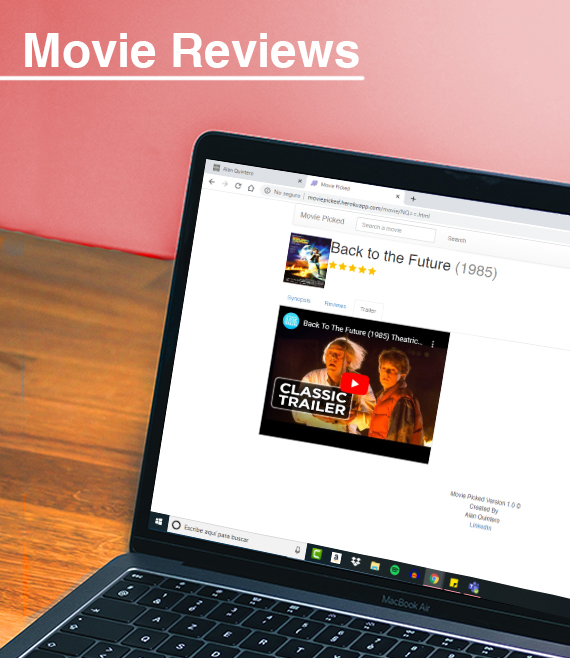 Movie Reviews
Alan Quintero
Movie Picked
No seguro | moviepicked.herokuapp.com/movie/NQ==.html
Movie Picked
Search a movie
Search
Back to the Future (1985)
Synopsis
Reviews
Trailer
Back To The Future (1985) Theatric...
CLASSIC
TRAILER
Movie Picked Version 1.0 ©
Created By
Alan Quintero
LinkedIn
Escribe aquí para buscar
MacBook Air
A
Z
E
R
T
Q
S
D
F